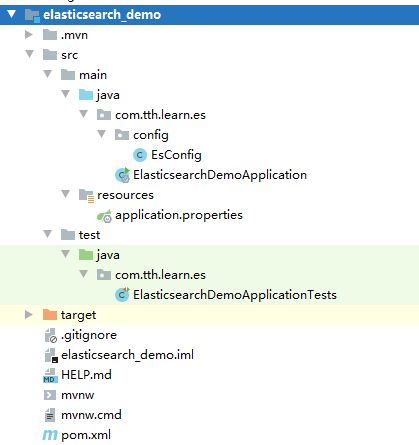 elasticsearch_demo
.mvn
src
main
java
com.tth.learn.es
config
EsConfig
ElasticsearchDemoApplication
resources
application.properties
test
java
com.tth.learn.es
ElasticsearchDemoApplicationTests
target
.gitignore
elasticsearch_demo.iml
HELP.md
mvnw
mvnw.cmd
pom.xml